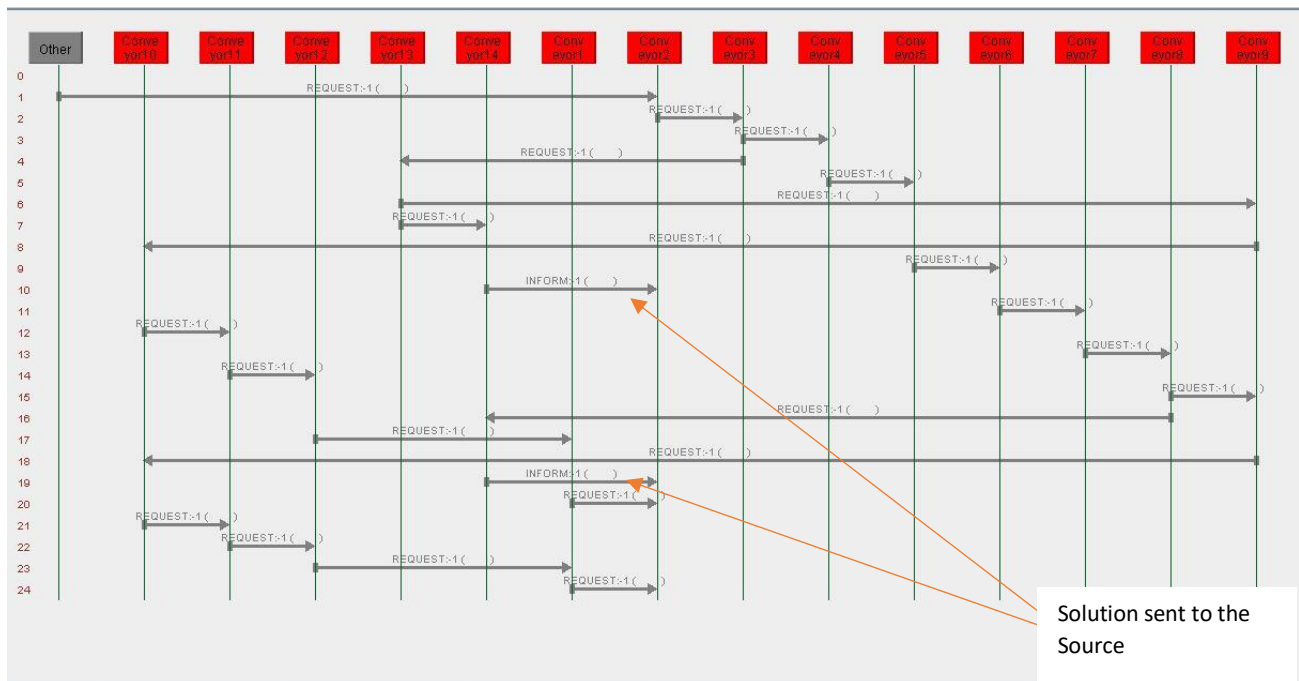 Other
Conve
yor10
Conve
yor11
Conve
yor12
Conve
yor13
Conve
yor14
Conv
eyor1
Conv
eyor2
Conv
eyor3
Conv
eyor4
Conv
eyor5
Conv
eyor6
Conv
eyor7
Conv
eyor8
Conv
eyor9
0
REQUEST:-1 ( )
1
REQUEST:-1 ( )
2
REQUEST:-1 ( )
3
REQUEST:-1 ( )
4
REQUEST:-1 ( )
5
REQUEST:-1 ( )
6
REQUEST:-1 ( )
7
REQUEST:-1 ( )
8
REQUEST:-1 ( )
9
INFORM:-1 ( )
10
REQUEST:-1 ( )
11
REQUEST:-1 ( )
12
REQUEST:-1 ( )
13
REQUEST:-1 ( )
14
REQUEST:-1 ( )
15
REQUEST:-1 ( )
16
REQUEST:-1 ( )
17
REQUEST:-1 ( )
18
INFORM:-1 ( )
19
REQUEST:-1 ( )
20
REQUEST:-1 ( )
21
REQUEST:-1 ( )
22
REQUEST:-1 ( )
23
REQUEST:-1 ( )
24
Solution sent to the
Source